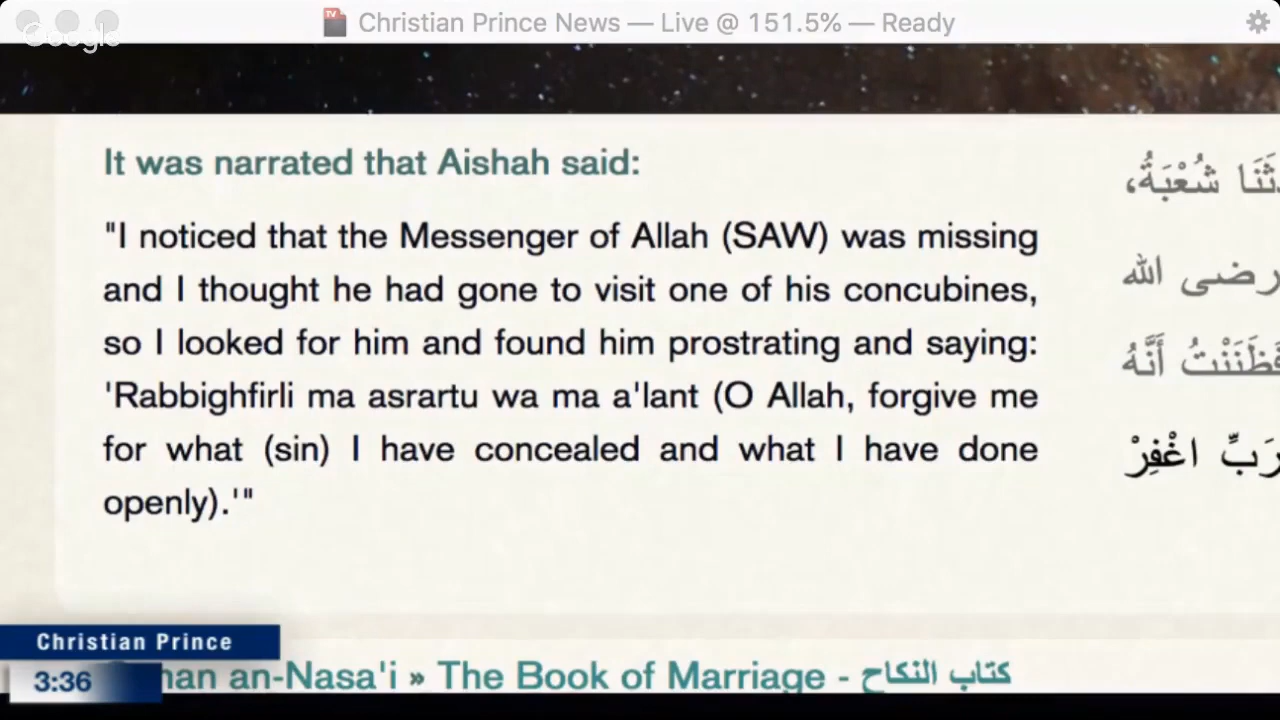 Christian Prince News — Live @ 151.5% — Ready
Google
It was narrated that Aishah said:
"I noticed that the Messenger of Allah (SAW) was missing
and I thought he had gone to visit one of his concubines,
so I looked for him and found him prostrating and saying:
'Rabbighfirli ma asrartu wa ma a'lant (O Allah, forgive me
for what (sin) I have concealed and what I have done
openly).'"
شُعْبَةُ،
رضى الله
فَظَنَنْتُ أَنَّهُ
رَبِّ اغْفِرْ
Christian Prince
3:36
an-Nasa'i » The Book of Marriage - كتاب النكاح